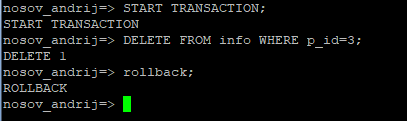 nosov_andrij=> START TRANSACTION;
START TRANSACTION
nosov_andrij=> DELETE FROM info WHERE p_id=3;
DELETE 1
nosov_andrij=> rollback;
ROLLBACK
nosov_andrij=>